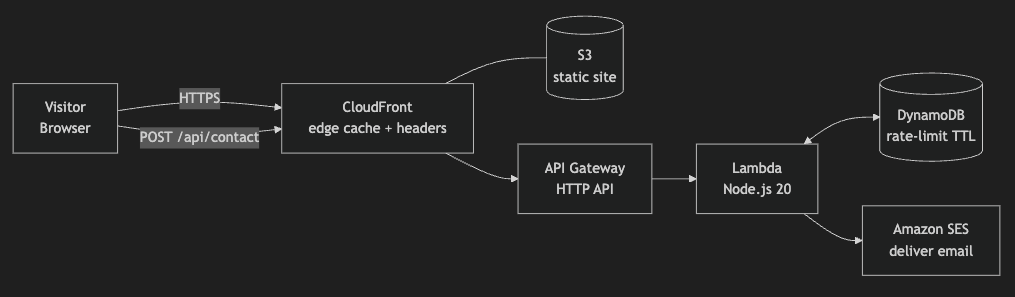 Visitor
Browser
HTTPS
POST /api/contact
CloudFront
edge cache + headers
S3
static site
API Gateway
HTTP API
Lambda
Node.js 20
DynamoDB
rate-limit TTL
Amazon SES
deliver email